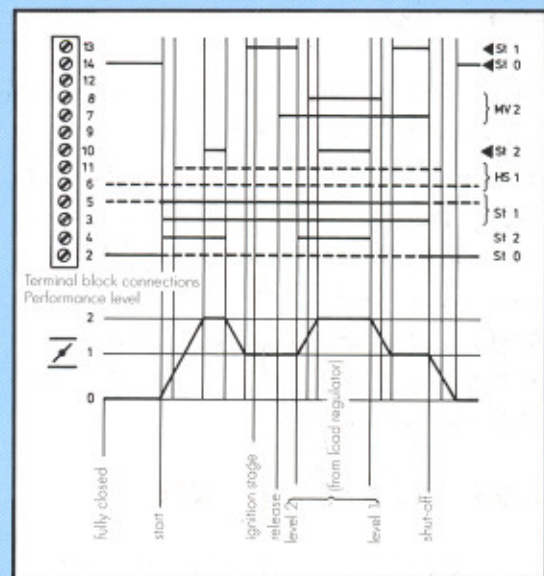 13
St 1
14
St 0
12
8
MV 2
7
9
10
St 2
11
HS 1
6
5
St 1
3
4
St 2
2
St 0
Terminal block connections
Performance level
2
1
0
fully closed
start
ignition stage
release
level 2
(from load regulator)
level 1
shut-off